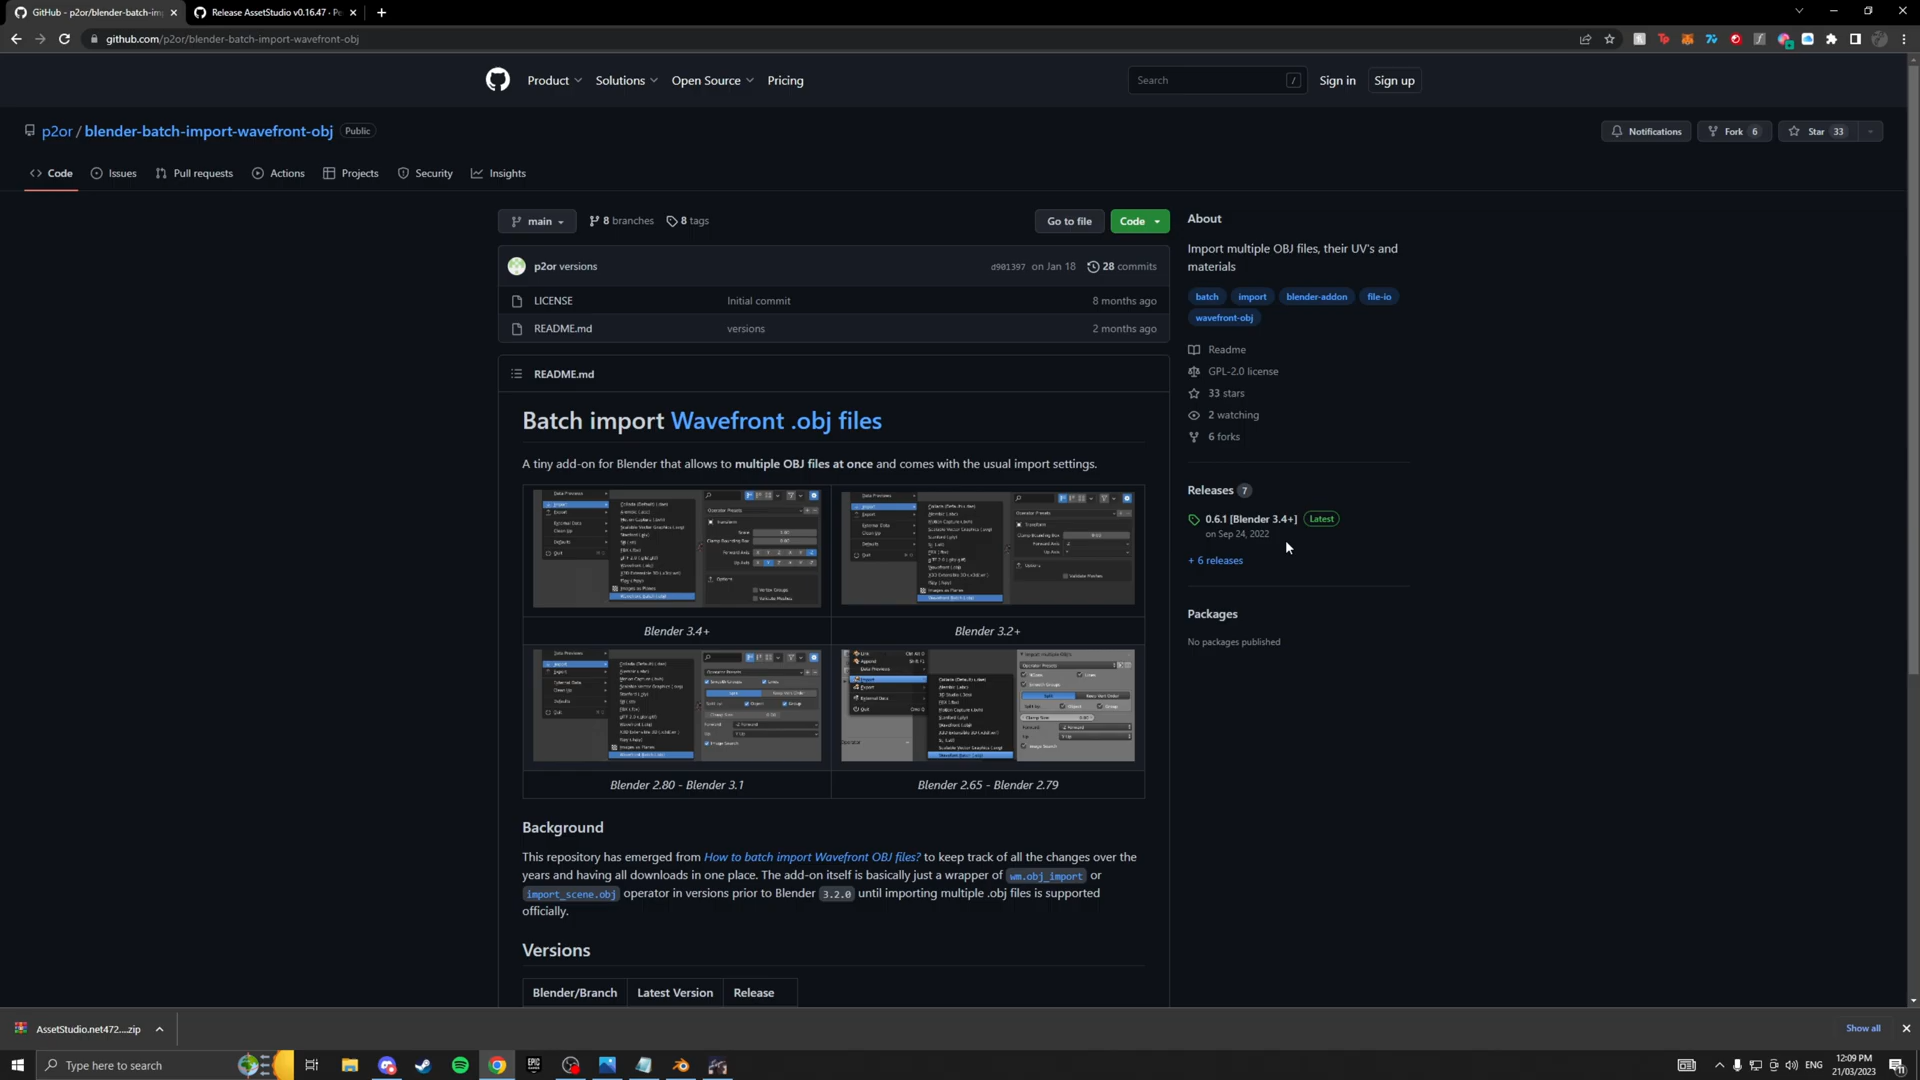 GitHub - p2or/blender-batch-im
Release AssetStudio v0.16.47 · Pe
github.com/p2or/blender-batch-import-wavefront-obj
Product
Solutions
Open Source
Pricing
Search
/
Sign in
Sign up
p2or / blender-batch-import-wavefront-obj
Public
Notifications
Fork 6
Star 33
Code
Issues
Pull requests
Actions
Projects
Security
Insights
main
8 branches
8 tags
Go to file
Code
p2or versions
d901397 on Jan 18
28 commits
LICENSE
Initial commit
8 months ago
README.md
versions
2 months ago
README.md
Batch import Wavefront .obj files
A tiny add-on for Blender that allows to multiple OBJ files at once and comes with the usual import settings.
Blender 3.4+
Blender 3.2+
Blender 2.80 - Blender 3.1
Blender 2.65 - Blender 2.79
Background
This repository has emerged from How to batch import Wavefront OBJ files? to keep track of all the changes over the
years and having all downloads in one place. The add-on itself is basically just a wrapper of wm.obj_import or
import_scene.obj operator in versions prior to Blender 3.2.0 until importing multiple .obj files is supported
officially.
Versions
Blender/Branch
Latest Version
Release
About
Import multiple OBJ files, their UV's and
materials
batch
import
blender-addon
file-io
wavefront-obj
Readme
GPL-2.0 license
33 stars
2 watching
6 forks
Releases 7
0.6.1 [Blender 3.4+] Latest
on Sep 24, 2022
+ 6 releases
Packages
No packages published
AssetStudio.net472....zip
Show all
Type here to search
EPIC
ENG
12:09 PM
21/03/2023